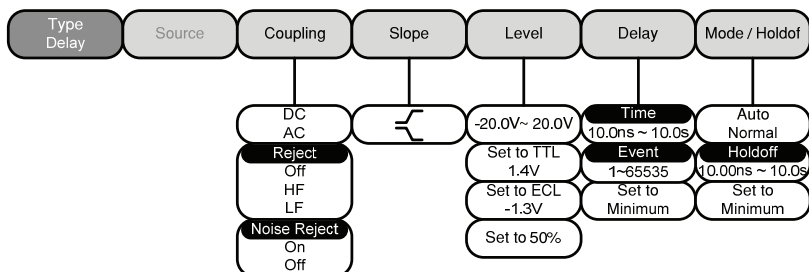 Type
Delay
Source
Coupling
Slope
Level
Delay
Mode / Holdof
DC
AC
Reject
Off
HF
LF
Noise Reject
On
Off
-20.0V~ 20.0V
Set to TTL
1.4V
Set to ECL
-1.3V
Set to 50%
Time
10.0ns ~ 10.0s
Event
1~65535
Set to
Minimum
Auto
Normal
Holdoff
10.00ns ~ 10.0s
Set to
Minimum